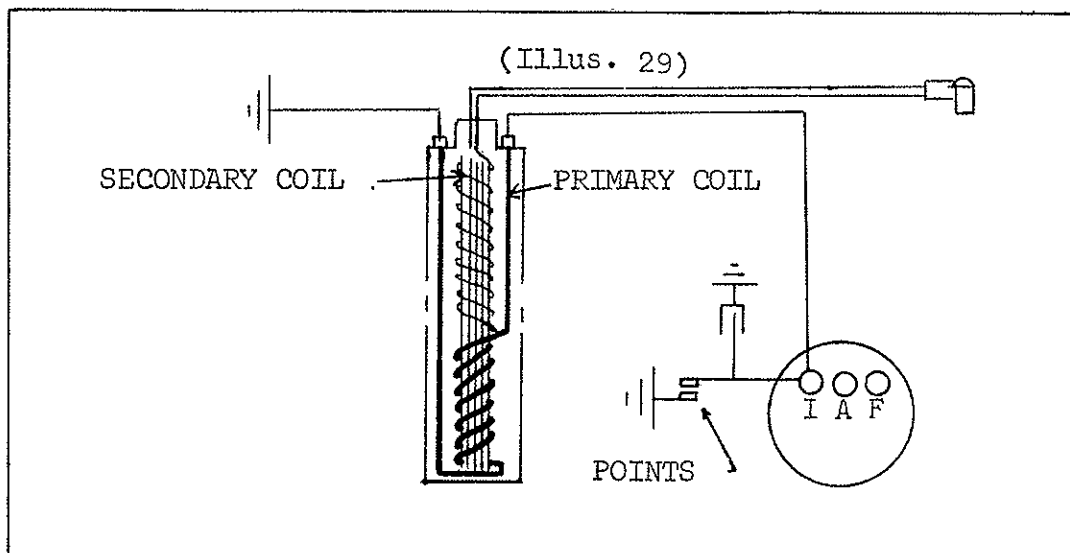 (Illus. 29)
SECONDARY COIL
PRIMARY COIL
I A F
POINTS